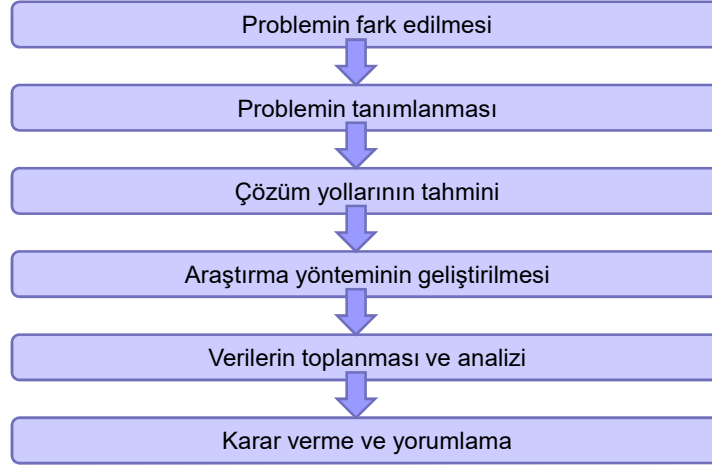 Problemin fark edilmesi
Problemin tanımlanması
Çözüm yollarının tahmini
Araştırma yönteminin geliştirilmesi
Verilerin toplanması ve analizi
Karar verme ve yorumlama